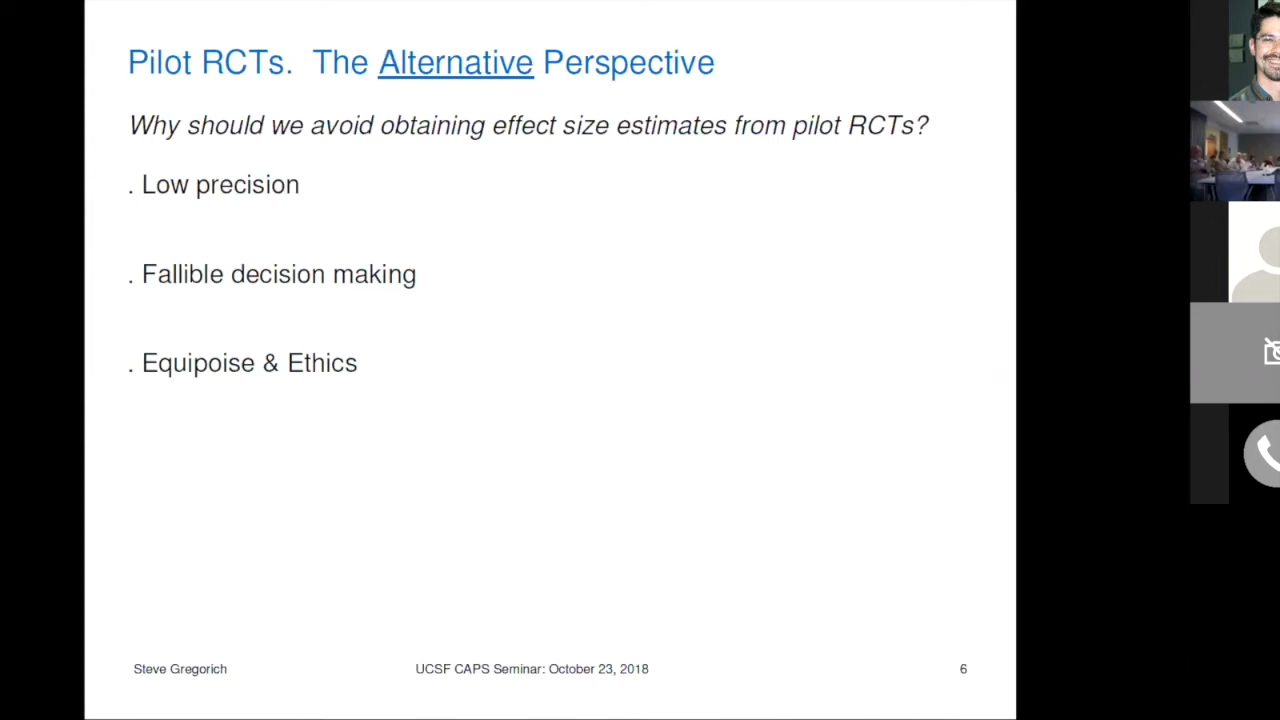 Pilot RCTs. The Alternative Perspective
Why should we avoid obtaining effect size estimates from pilot RCTs?
. Low precision
. Fallible decision making
. Equipoise & Ethics
Steve Gregorich UCSF CAPS Seminar: October 23, 2018 6